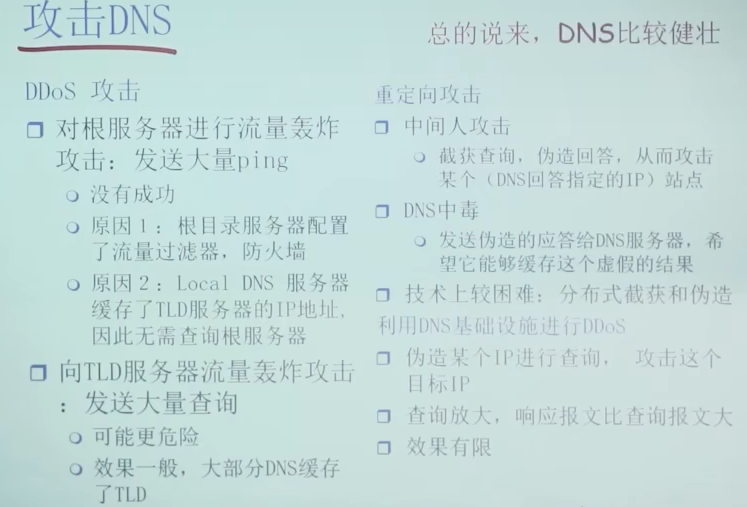 攻击DNS
总的说来，DNS比较健壮
DDoS 攻击
对根服务器进行流量轰炸
攻击：发送大量ping
没有成功
原因1：根目录服务器配置
了流量过滤器，防火墙
原因2：Local DNS 服务器
缓存了TLD服务器的IP地址，
因此无需查询根服务器
向TLD服务器流量轰炸攻击
：发送大量查询
可能更危险
效果一般，大部分DNS缓存
了TLD
重定向攻击
中间人攻击
截获查询，伪造回答，从而攻击
某个（DNS回答指定的IP）站点
DNS中毒
发送伪造的应答给DNS服务器，希
望它能够缓存这个虚假的结果
技术上较困难：分布式截获和伪造
利用DNS基础设施进行DDoS
伪造某个IP进行查询， 攻击这个
目标IP
查询放大，响应报文比查询报文大
效果有限